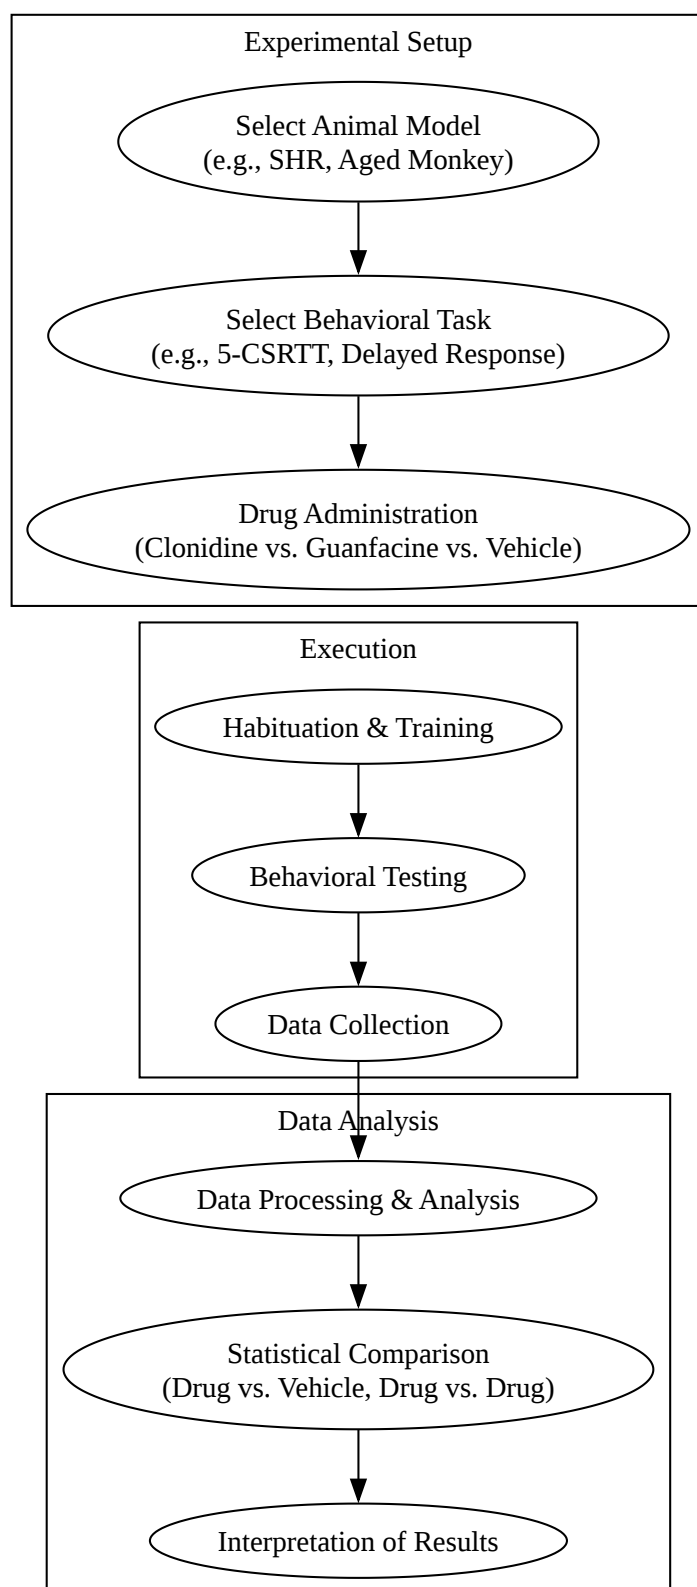 Experimental Setup
Select Animal Model
(e.g., SHR, Aged Monkey)
Select Behavioral Task
(e.g., 5-CSRTT, Delayed Response)
Drug Administration
(Clonidine vs. Guanfacine vs. Vehicle)
Execution
Habituation & Training
Behavioral Testing
Data Collection
Data Analysis
Data Processing & Analysis
Statistical Comparison
(Drug vs. Vehicle, Drug vs. Drug)
Interpretation of Results